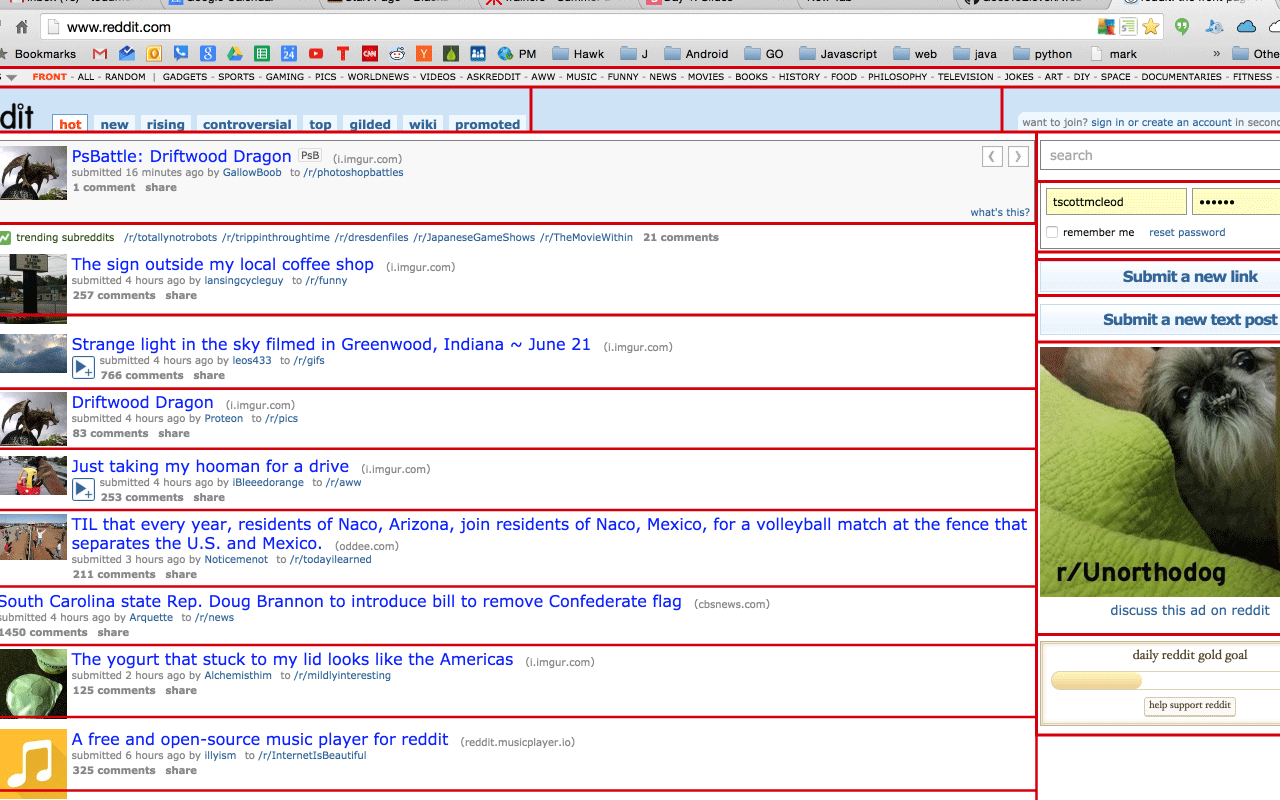 Google Calendar
Start Page
New Tab
www.reddit.com
Bookmarks
PM
Hawk
J
Android
GO
Javascript
web
java
python
mark
»
FRONT - ALL - RANDOM | GADGETS - SPORTS - GAMING - PICS - WORLDNEWS - VIDEOS - ASKREDDIT - AWW - MUSIC - FUNNY - NEWS - MOVIES - BOOKS - HISTORY - FOOD - PHILOSOPHY - TELEVISION - JOKES - ART - DIY - SPACE - DOCUMENTARIES - FITNESS -
hot new rising controversial top gilded wiki promoted
want to join? sign in or create an account in
PsBattle: Driftwood Dragon PsB (i.imgur.com)
submitted 16 minutes ago by GallowBoob to /r/photoshopbattles
1 comment share
what's this?
search
tscottmcleod ••••••
remember me reset password
trending subreddits /r/totallynotrobots /r/trippinthroughtime /r/dresdenfiles /r/JapaneseGameShows /r/TheMovieWithin 21 comments
The sign outside my local coffee shop (i.imgur.com)
submitted 4 hours ago by lansingcycleguy to /r/funny
257 comments share
Submit a new link
Submit a new text post
Strange light in the sky filmed in Greenwood, Indiana ~ June 21 (i.imgur.com)
submitted 4 hours ago by leos433 to /r/gifs
766 comments share
Driftwood Dragon (i.imgur.com)
submitted 4 hours ago by Proteon to /r/pics
83 comments share
Just taking my hooman for a drive (i.imgur.com)
submitted 4 hours ago by iBleeedorange to /r/aww
253 comments share
TIL that every year, residents of Naco, Arizona, join residents of Naco, Mexico, for a volleyball match at the fence that
separates the U.S. and Mexico. (oddee.com)
submitted 3 hours ago by Noticemenot to /r/todayilearned
211 comments share
r/Unorthodog
discuss this ad on reddit
South Carolina state Rep. Doug Brannon to introduce bill to remove Confederate flag (cbsnews.com)
submitted 4 hours ago by Arquette to /r/news
1450 comments share
The yogurt that stuck to my lid looks like the Americas (i.imgur.com)
submitted 2 hours ago by Alchemisthim to /r/mildlyinteresting
125 comments share
daily reddit gold goal
help support reddit
A free and open-source music player for reddit (reddit.musicplayer.io)
submitted 6 hours ago by illyism to /r/InternetIsBeautiful
325 comments share